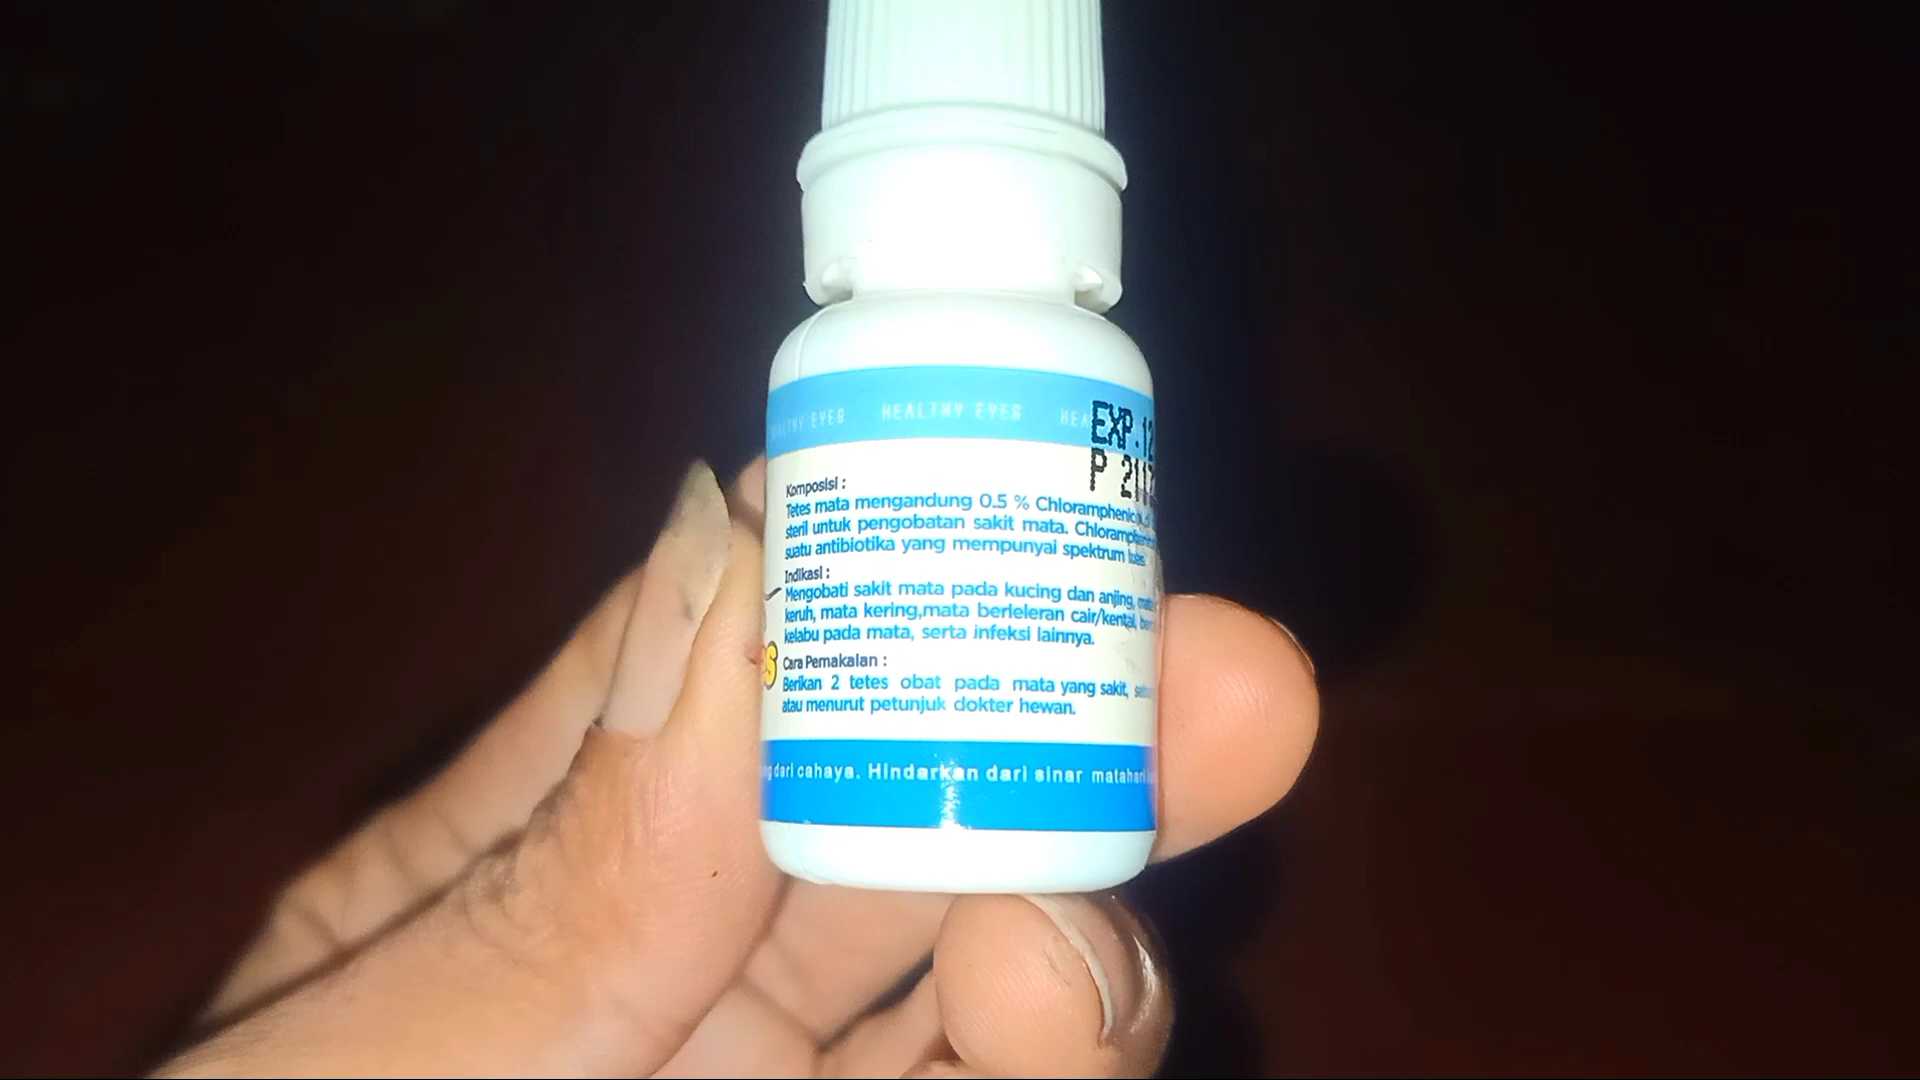 HEALTHY EYES HEALTHY EYES HEA
EXP.12
P 2117
Komposisi :
Tetes mata mengandung 0.5 % Chloramphenicol
steril untuk pengobatan sakit mata.
suatu antibiotika yang mempunyai spektrum luas.
Indikasi :
Mengobati sakit mata pada kucing dan anjing,
keruh, mata kering,mata berleleran cair/kental,
kelabu pada mata, serta infeksi lainnya.
Cara Pemakaian :
Berikan 2 tetes obat pada mata yang sakit,
atau menurut petunjuk dokter hewan.
dari cahaya. Hindarkan dari sinar matahari